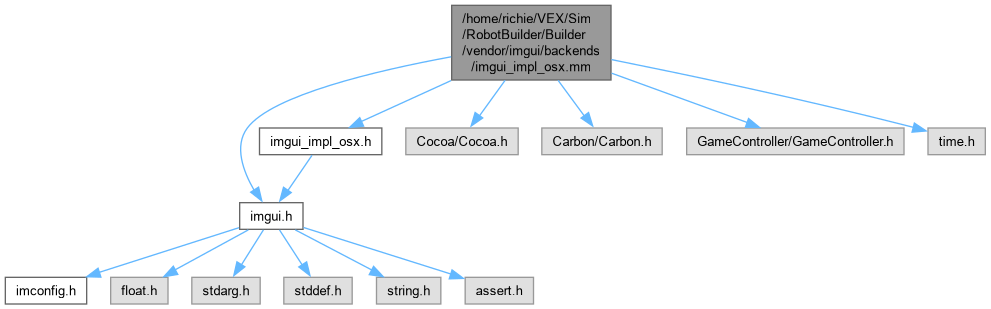 /home/richie/VEX/Sim
/RobotBuilder/Builder
/vendor/imgui/backends
/imgui_impl_osx.mm
imgui_impl_osx.h
Cocoa/Cocoa.h
Carbon/Carbon.h
GameController/GameController.h
time.h
imgui.h
imconfig.h
float.h
stdarg.h
stddef.h
string.h
assert.h